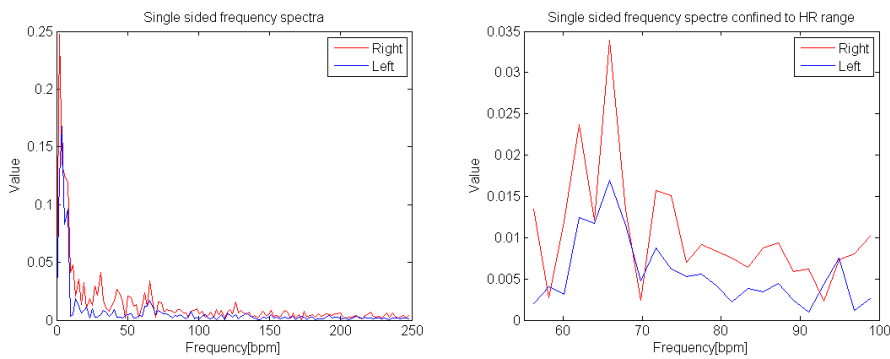 Single sided frequency spectra
0.25
0.2
0.15
0.1
0.05
0
Value
0 50 100 150 200 250
Frequency[bpm]
Right
Left
Single sided frequency spectre confined to HR range
0.035
0.03
0.025
0.02
0.015
0.01
0.005
0
Value
60 70 80 90 100
Frequency[bpm]
Right
Left